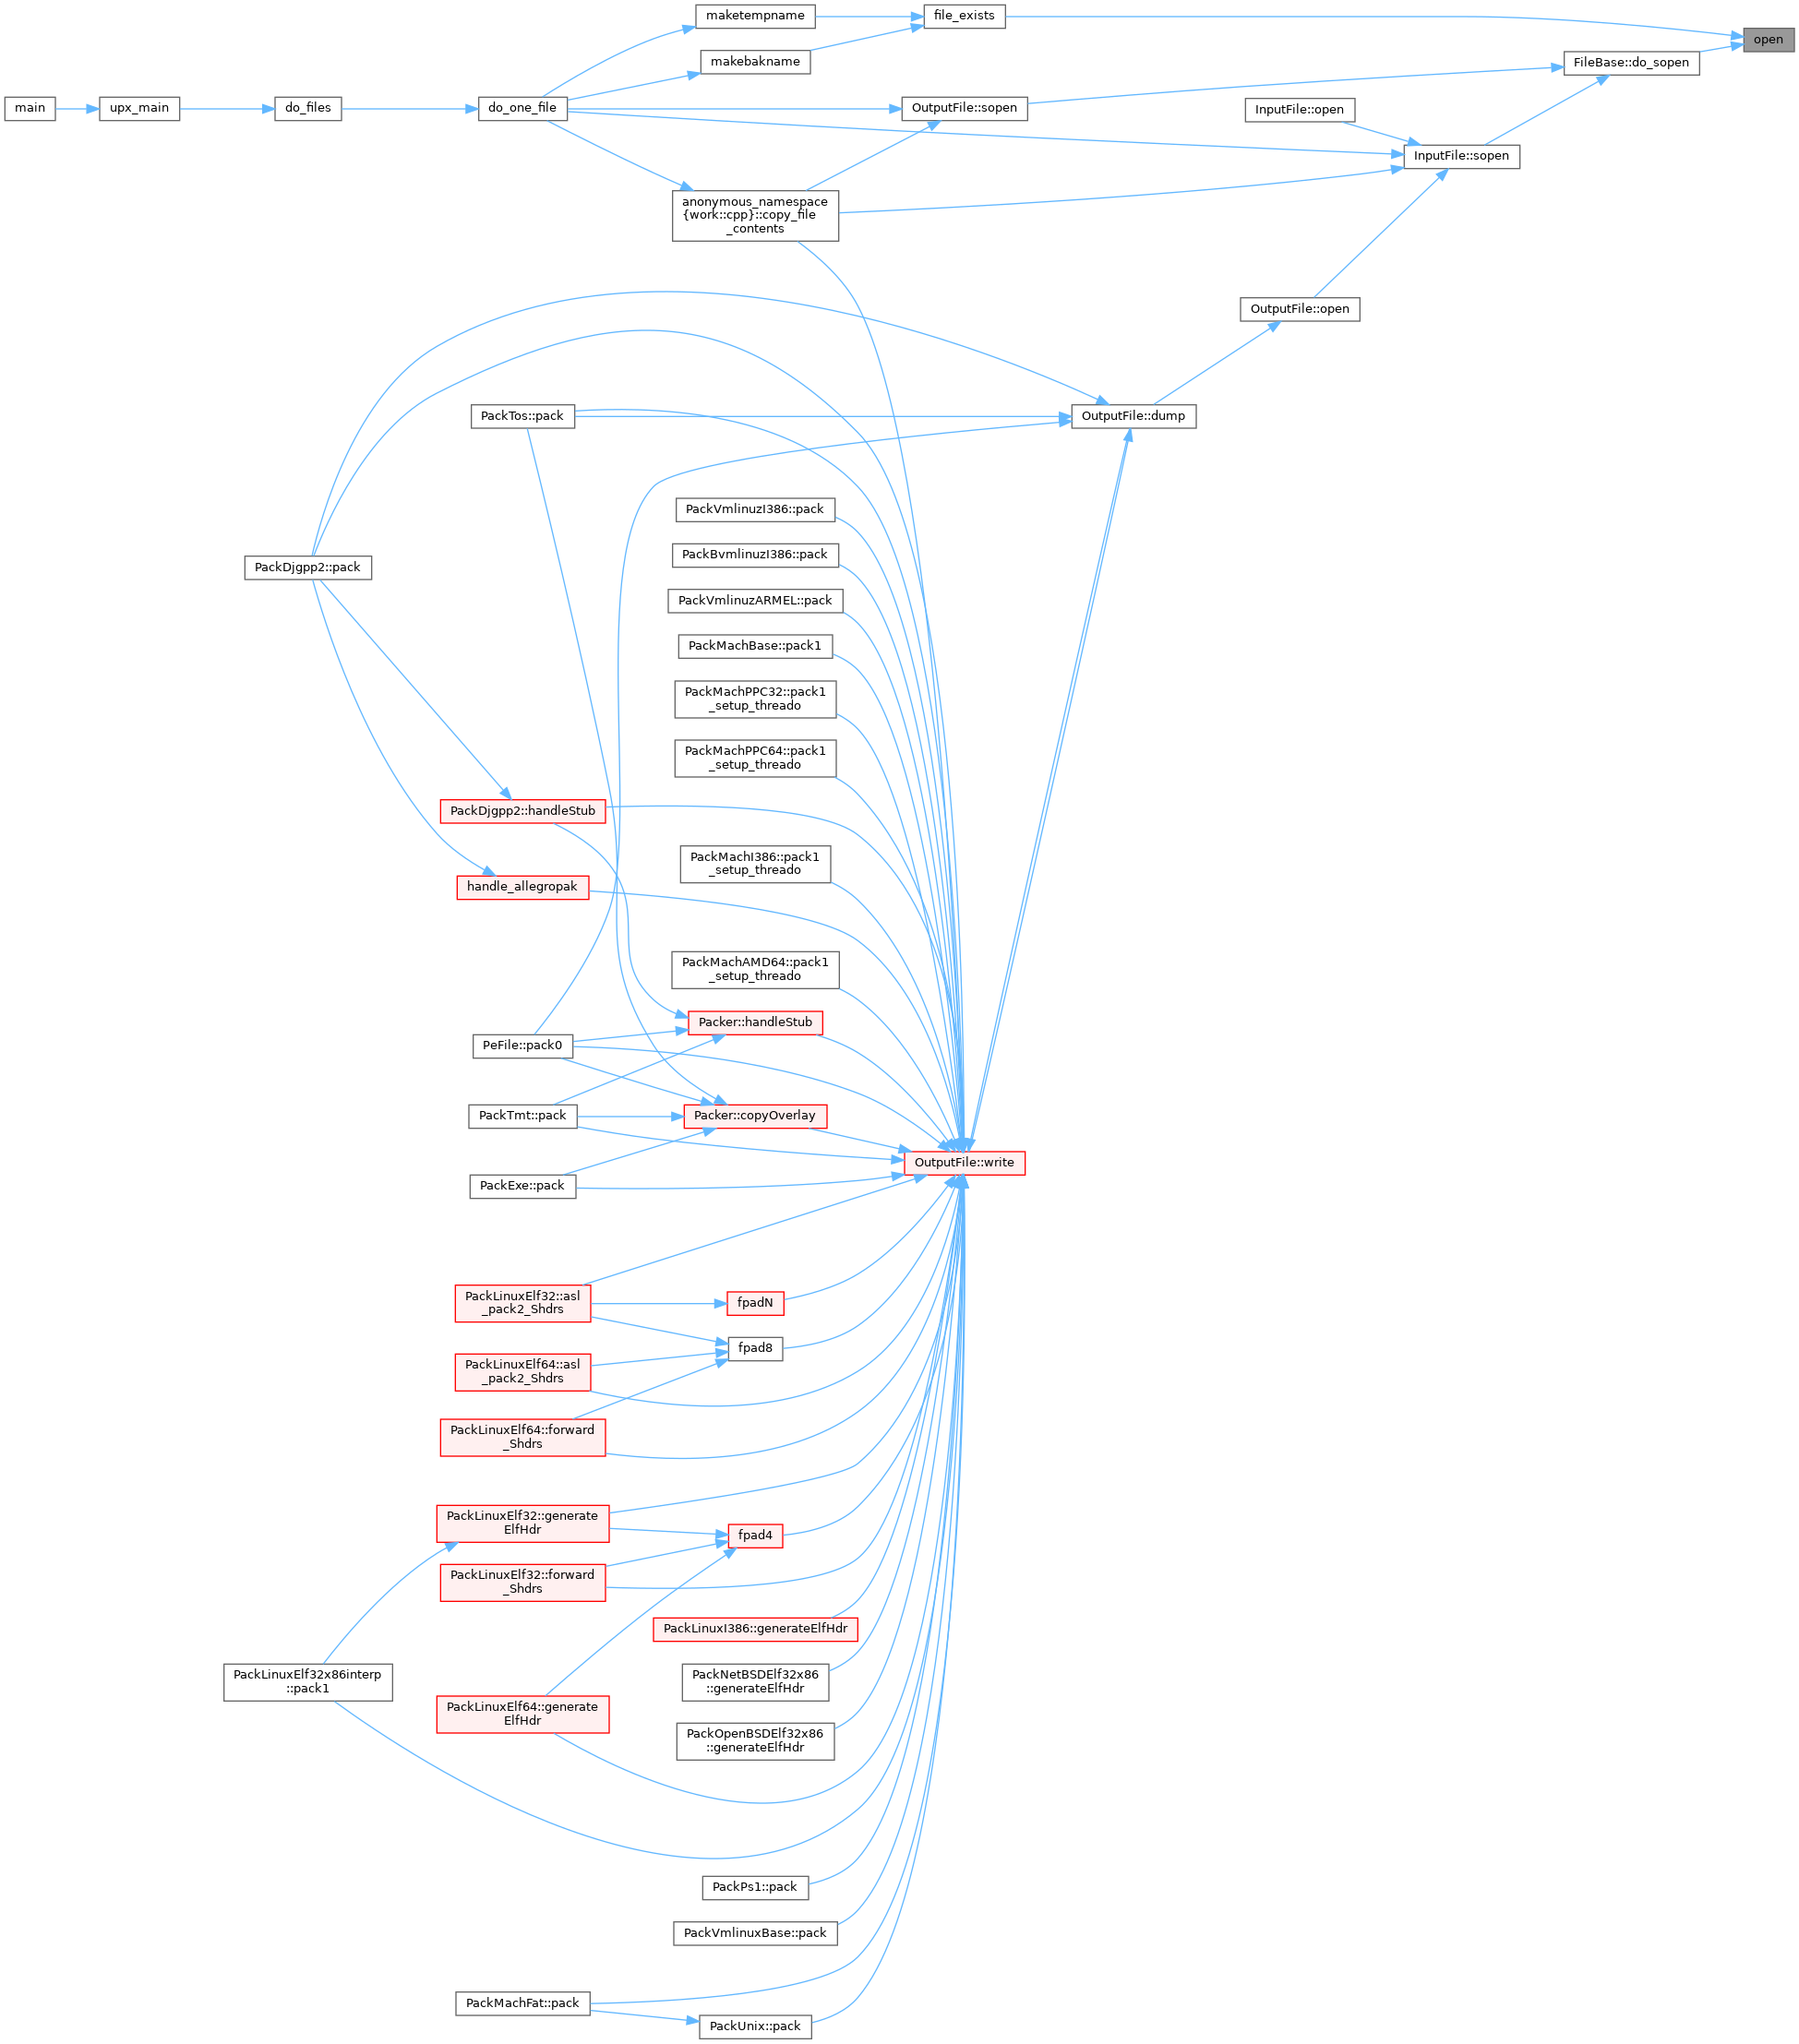 maketempname
file_exists
open
makebakname
FileBase::do_sopen
main
upx_main
do_files
do_one_file
OutputFile::sopen
InputFile::open
InputFile::sopen
anonymous_namespace
{work::cpp}::copy_file
_contents
OutputFile::open
PackTos::pack
OutputFile::dump
PackVmlinuzI386::pack
PackBvmlinuzI386::pack
PackDjgpp2::pack
PackVmlinuzARMEL::pack
PackMachBase::pack1
PackMachPPC32::pack1
_setup_threado
PackMachPPC64::pack1
_setup_threado
PackDjgpp2::handleStub
PackMachI386::pack1
_setup_threado
handle_allegropak
PackMachAMD64::pack1
_setup_threado
Packer::handleStub
PeFile::pack0
PackTmt::pack
Packer::copyOverlay
OutputFile::write
PackExe::pack
PackLinuxElf32::asl
_pack2_Shdrs
fpadN
fpad8
PackLinuxElf64::asl
_pack2_Shdrs
PackLinuxElf64::forward
_Shdrs
PackLinuxElf32::generate
ElfHdr
fpad4
PackLinuxElf32::forward
_Shdrs
PackLinuxI386::generateElfHdr
PackLinuxElf32x86interp
::pack1
PackNetBSDElf32x86
::generateElfHdr
PackLinuxElf64::generate
ElfHdr
PackOpenBSDElf32x86
::generateElfHdr
PackPs1::pack
PackVmlinuxBase::pack
PackMachFat::pack
PackUnix::pack